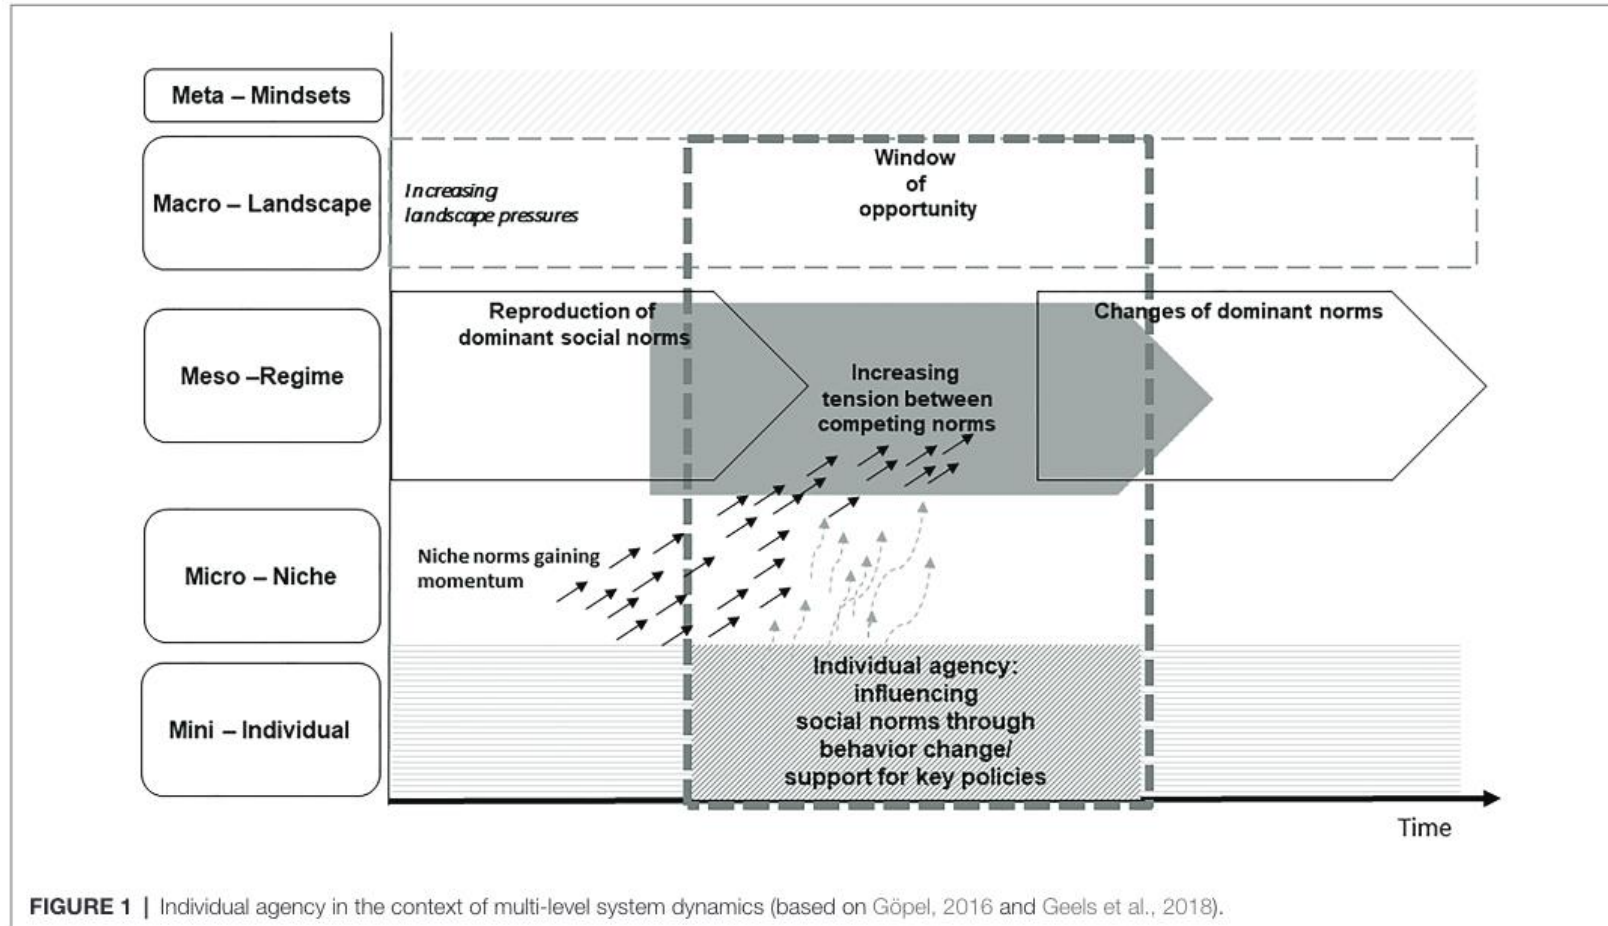 Meta – Mindsets
Macro – Landscape
Increasing
landscape pressures
Window
of
opportunity
Meso –Regime
Reproduction of
dominant social norms
Increasing
tension between
competing norms
Changes of dominant norms
Micro – Niche
Niche norms gaining
momentum
Mini – Individual
Individual agency:
influencing
social norms through
behavior change/
support for key policies
Time
FIGURE 1 | Individual agency in the context of multi-level system dynamics (based on Göpel, 2016 and Geels et al., 2018).